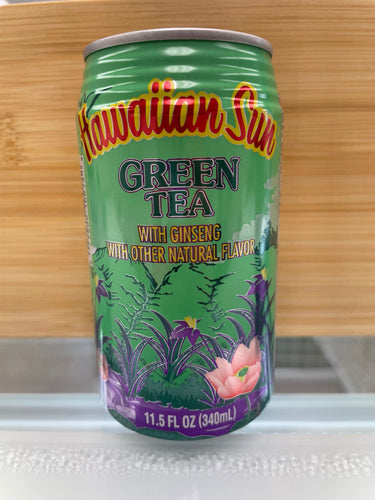 Hawaiian Sun
GREEN
TEA
WITH GINSENG
WITH OTHER NATURAL FLAVOR
11.5 FL OZ (340mL)